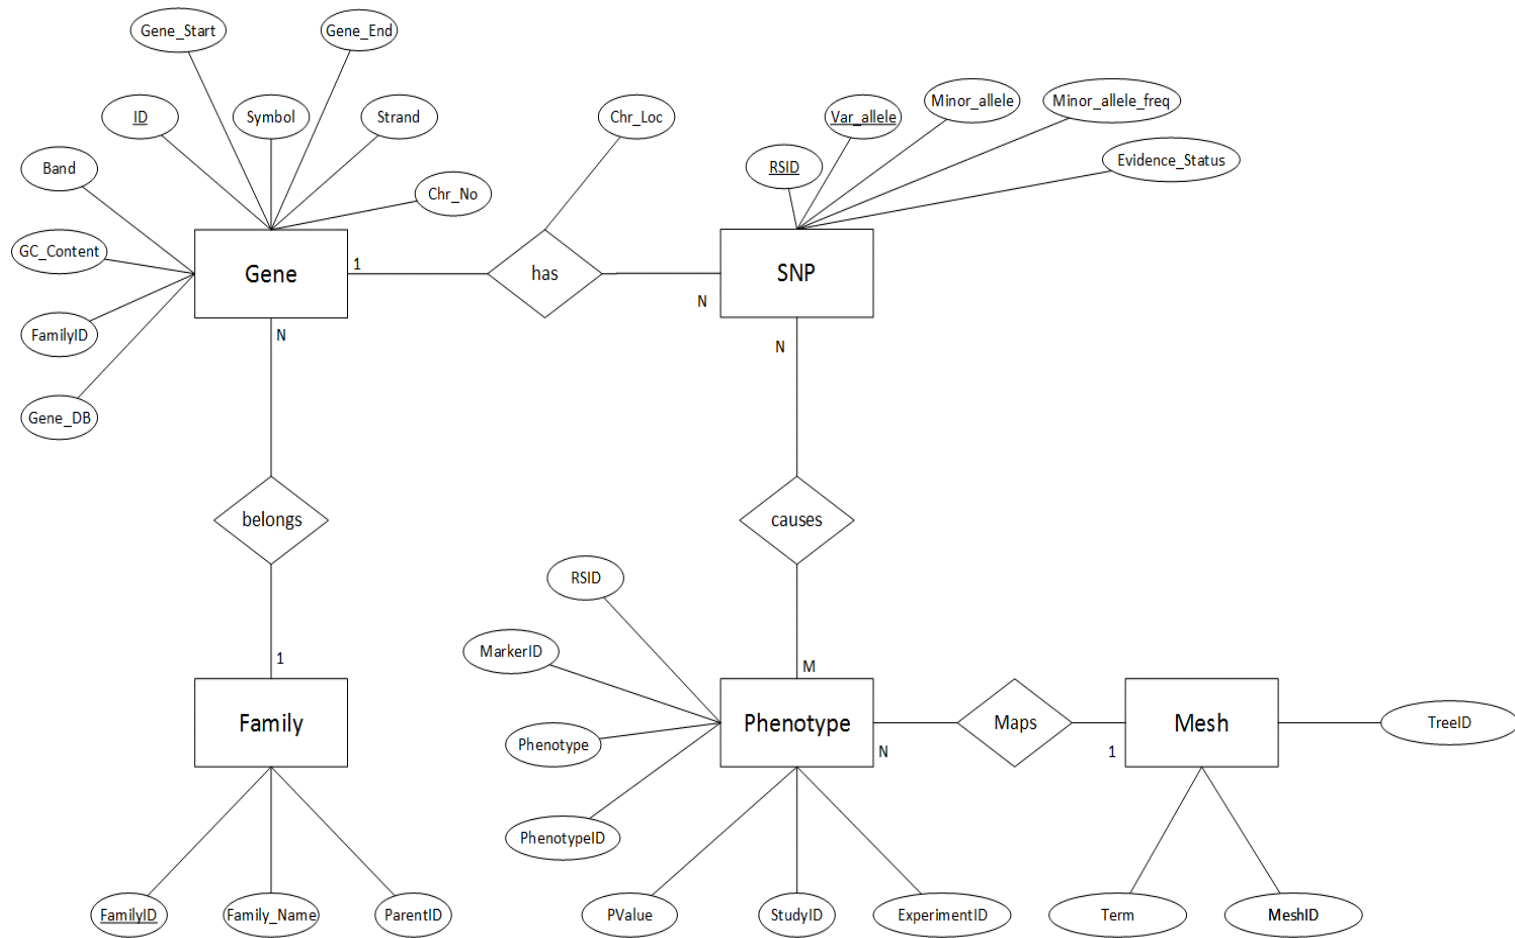 Gene_Start
Gene_End
ID
Symbol
Strand
Chr_Loc
Var_allele
Minor_allele
Minor_allele_freq
Band
RSID
Evidence_Status
Chr_No
GC_Content
Gene
1
has
N
SNP
FamilyID
N
N
Gene_DB
belongs
causes
RSID
MarkerID
1
M
Family
Phenotype
Phenotype
N
Maps
1
Mesh
TreeID
PhenotypeID
FamilyID
Family_Name
ParentID
PValue
StudyID
ExperimentID
Term
MeshID